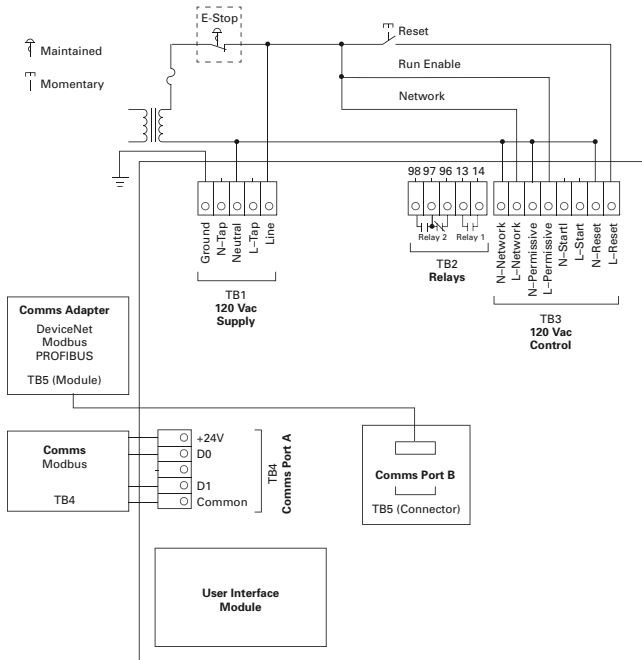 E-Stop
Maintained
Momentary
Reset
Run Enable
Network
98 97 96 13 14
Relay 2 Relay 1
Ground
N–Tap
Neutral
L–Tap
Line
N–Network
L–Network
N–Permissive
L–Permissive
N–Startl
L–Start
N–Reset
L–Reset
TB1
120 Vac
Supply
TB2
Relays
TB3
120 Vac
Control
Comms Adapter
DeviceNet
Modbus
PROFIBUS
TB5 (Module)
Comms
Modbus
TB4
+24V
D0
D1
Common
TB4
Comms Port A
Comms Port B
TB5 (Connector)
User Interface
Module